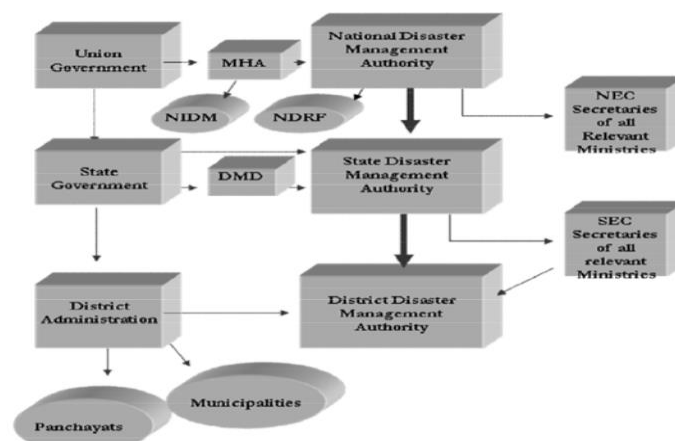 Union
Government
MHA
National Disaster
Management
Authority
NIDM
NDRF
NEC
Secretaries
of all
Relevant
Ministries
State
Government
DMD
State Disaster
Management
Authority
SEC
Secretaries
of all
relevant
Ministries
District
Administration
District Disaster
Management
Authority
Panchayats
Municipalities